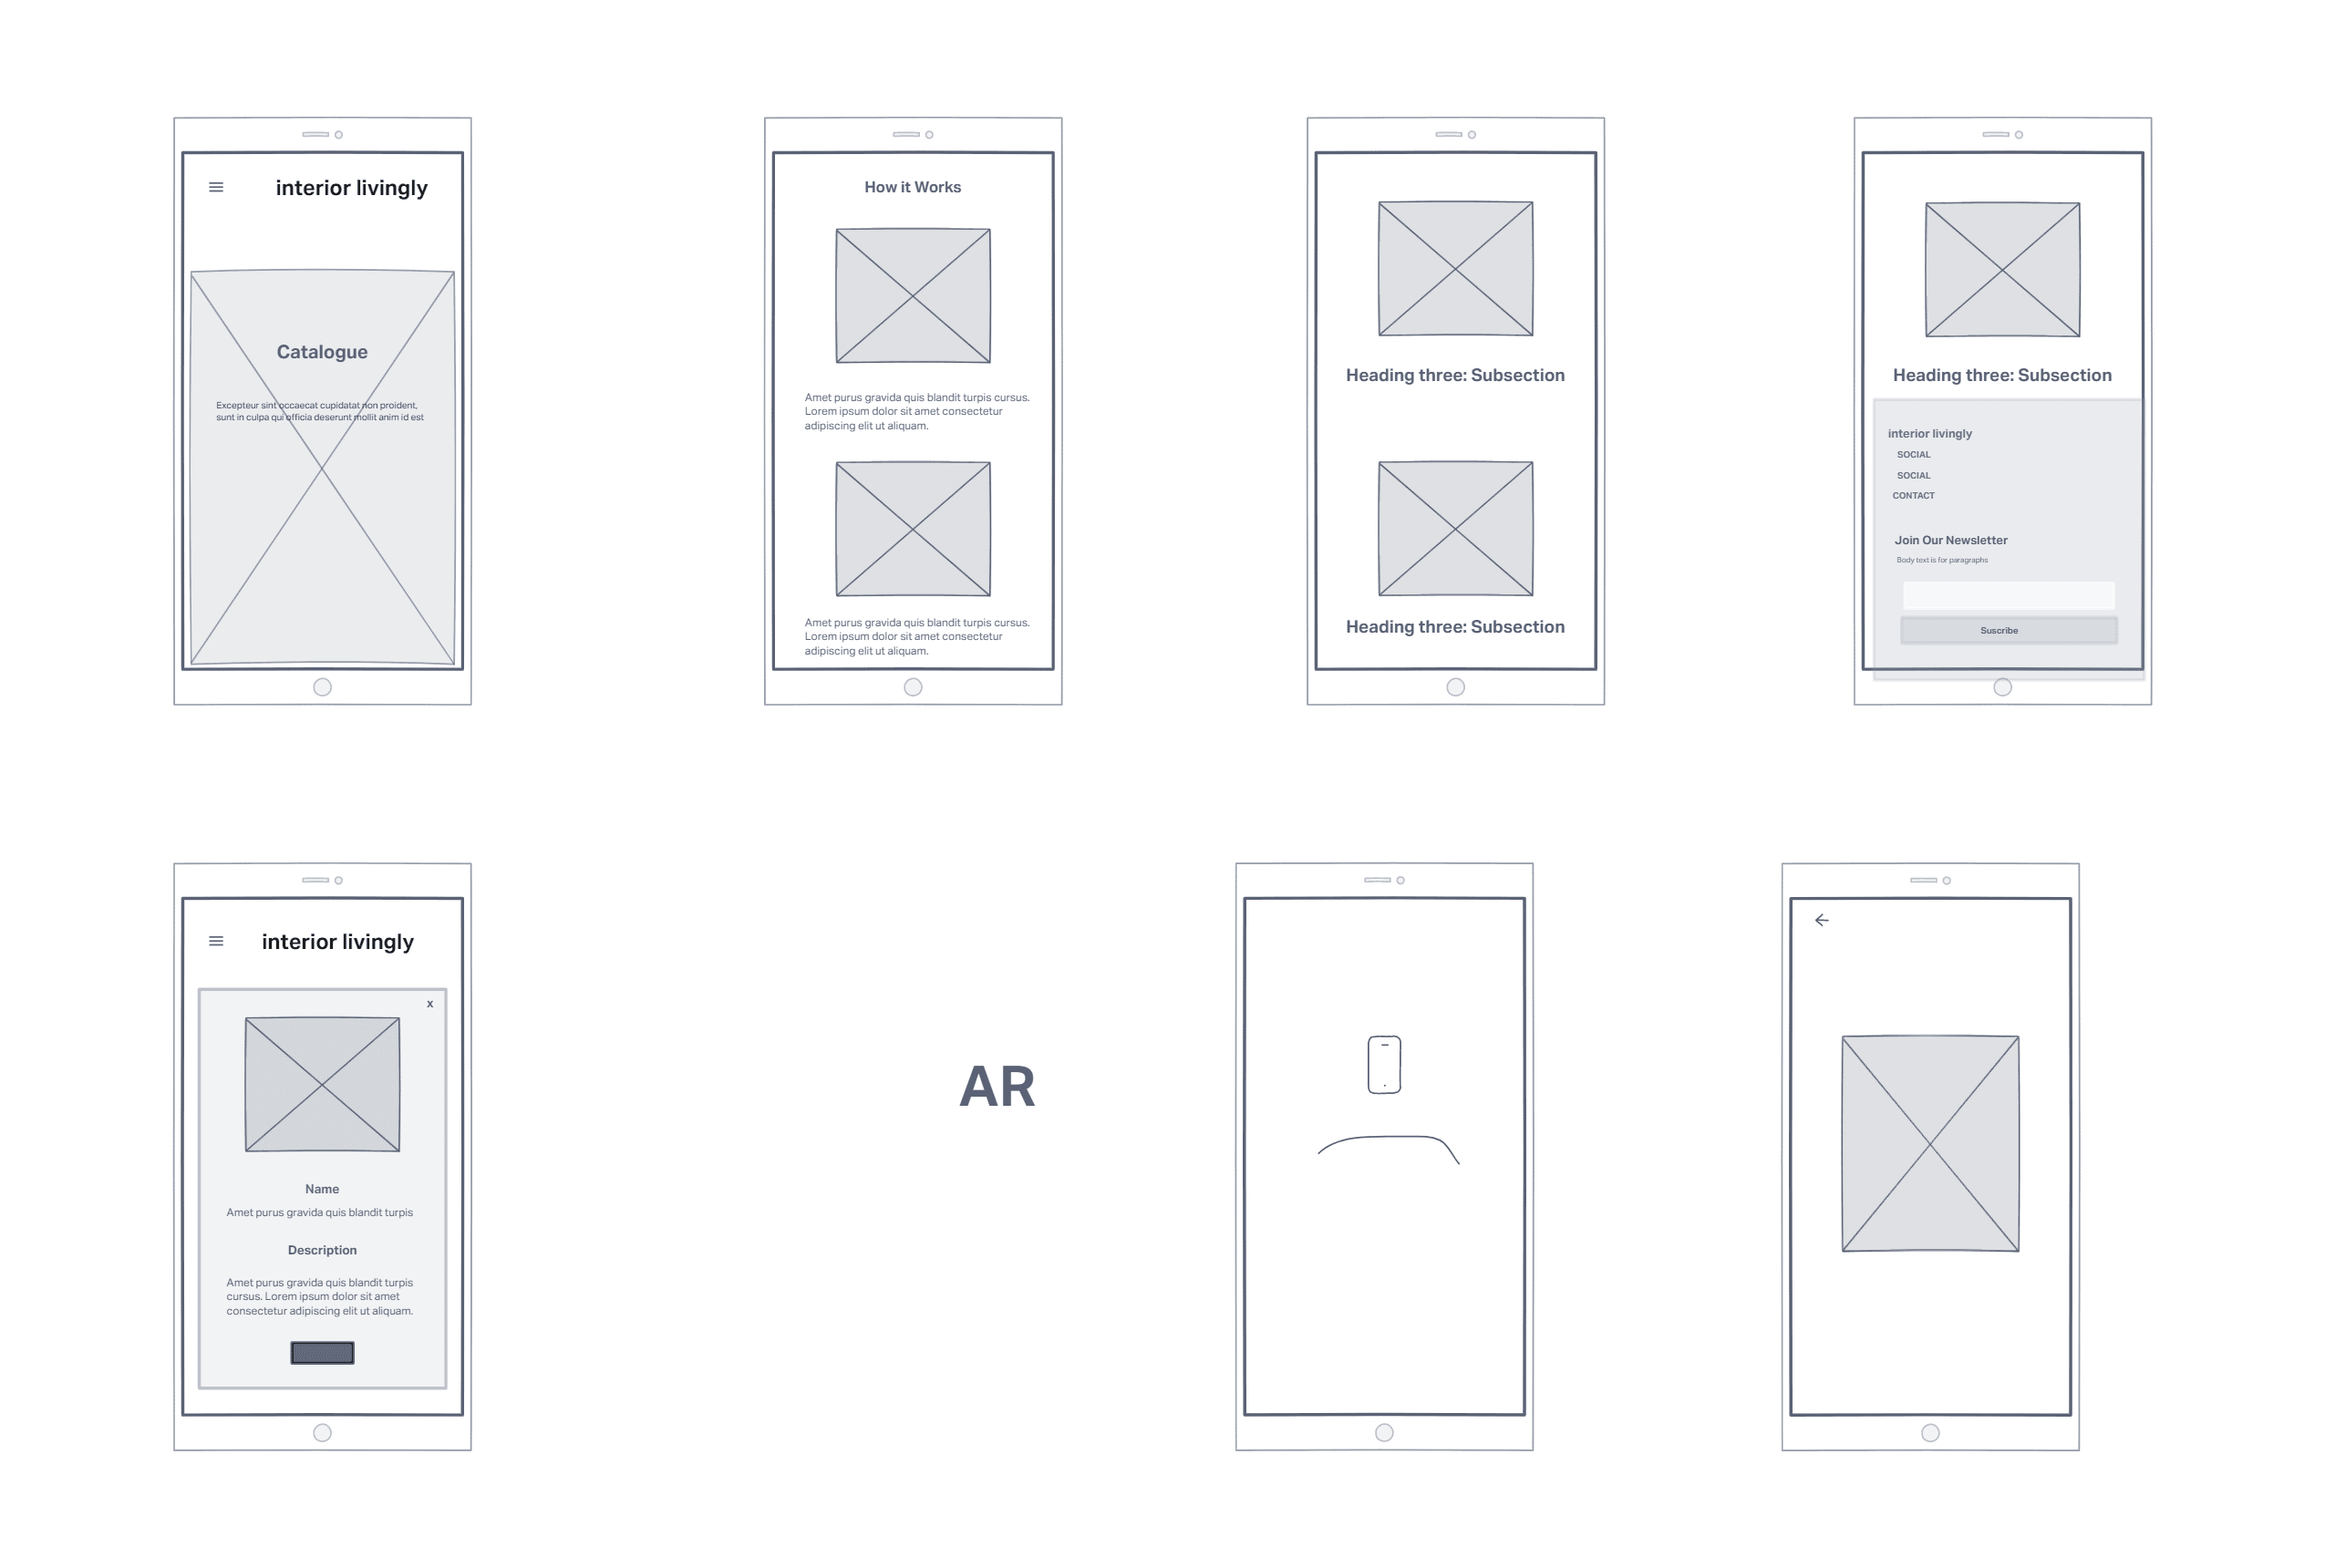 interior livingly
Catalogue
Excepteur sint occaecat cupidatat non proident,
sunt in culpa qui officia deserunt mollit anim id est
How it Works
Amet purus gravida quis blandit turpis cursus.
Lorem ipsum dolor sit amet consectetur
adipiscing elit ut aliquam.
Amet purus gravida quis blandit turpis cursus.
Lorem ipsum dolor sit amet consectetur
adipiscing elit ut aliquam.
Heading three: Subsection
Heading three: Subsection
Heading three: Subsection
interior livingly
SOCIAL
SOCIAL
CONTACT
Join Our Newsletter
Body text is for paragraphs
Suscribe
interior livingly
x
Name
Amet purus gravida quis blandit turpis
Description
Amet purus gravida quis blandit turpis
cursus. Lorem ipsum dolor sit amet
consectetur adipiscing elit ut aliquam.
AR